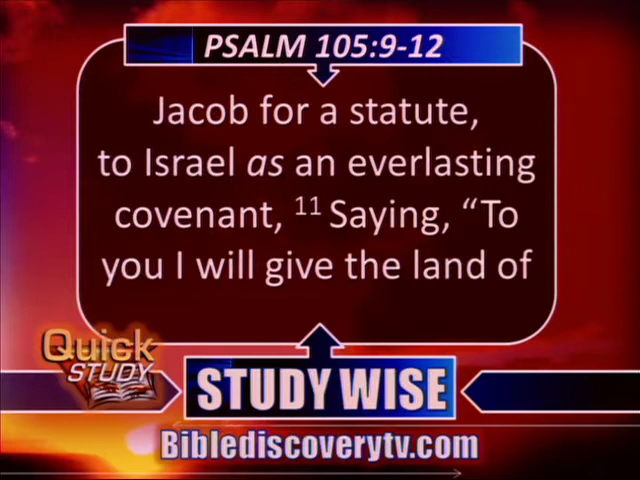 PSALM 105:9-12
Jacob for a statute,
to Israel as an everlasting
covenant, 11 Saying, “To
you I will give the land of
Quick
STUDY
STUDY WISE
Biblediscoverytv.com